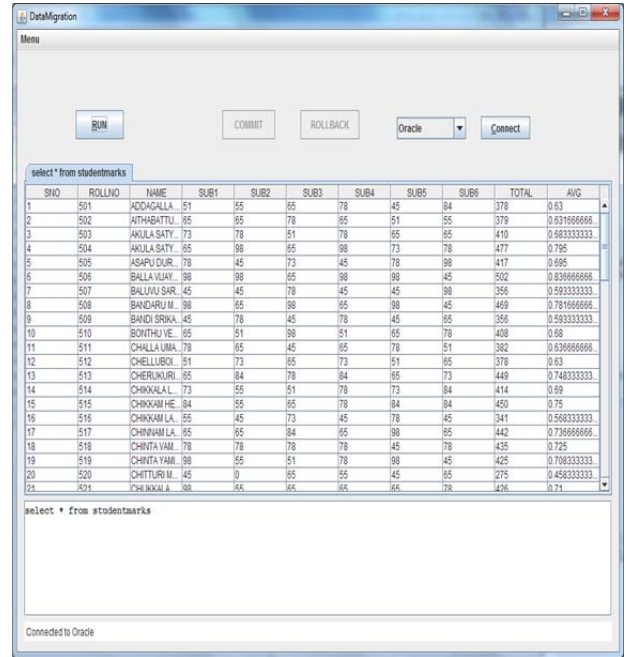 DataMigration
Menu
RUN COMMIT ROLLBACK Oracle Connect
select * from studentmarks
SNO ROLLNO NAME SUB1 SUB2 SUB3 SUB4 SUB5 SUB6 TOTAL AVG
1 501 ADDAGALLA ... 51 55 65 78 45 84 378 0.63
2 502 AITHABATTU... 65 65 78 65 51 55 379 0.631666666...
3 503 AKULA SATY... 73 78 51 78 65 65 410 0.683333333...
4 504 AKULA SATY... 65 98 65 98 73 78 477 0.795
5 505 ASAPU DUR... 78 45 73 45 78 98 417 0.695
6 506 BALLA VIJAY... 98 98 65 98 98 45 502 0.836666666...
7 507 BALUVU SAR... 45 45 78 45 45 98 356 0.593333333...
8 508 BANDARU M... 98 65 98 65 98 45 469 0.781666666...
9 509 BANDI SRIKA... 45 78 45 78 45 65 356 0.593333333...
10 510 BONTHU VE... 65 51 98 51 65 78 408 0.68
11 511 CHALLA UMA... 78 65 45 65 78 51 382 0.636666666...
12 512 CHELLUBOI... 51 73 65 73 51 65 378 0.63
13 513 CHERUKURI... 65 84 78 84 65 73 449 0.748333333...
14 514 CHIKKALA L... 73 55 51 78 73 84 414 0.69
15 515 CHIKKAM HE... 84 55 65 78 84 84 450 0.75
16 516 CHIKKAM LA... 55 45 73 45 78 45 341 0.568333333...
17 517 CHINNAM LA... 65 65 84 65 98 65 442 0.736666666...
18 518 CHINTA VAM... 78 78 78 78 45 78 435 0.725
19 519 CHINTA YAMI... 98 55 51 78 98 45 425 0.708333333...
20 520 CHITTURI M... 45 0 65 55 45 65 275 0.458333333...
21 521 CHUKKALA ... 98 55 65 65 65 78 426 0.71
select * from studentmarks
Connected to Oracle